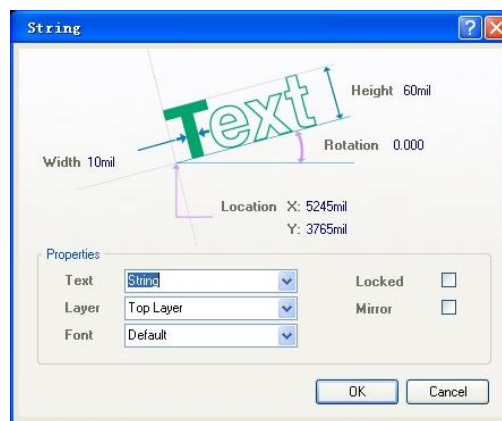 String
Text
Height 60mil
Rotation 0.000
Width 10mil
Location X: 5245mil
Y: 3765mil
Properties
Text String Locked
Layer Top Layer Mirror
Font Default
OK Cancel